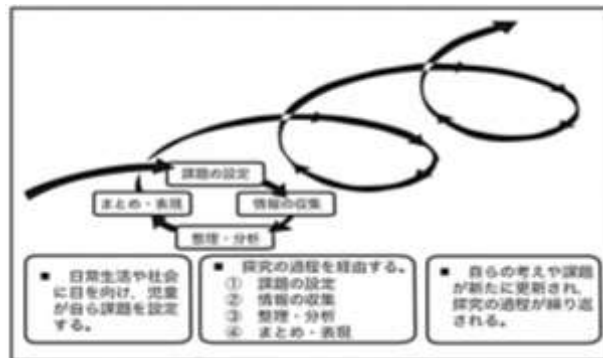 課題の設定
まとめ・表現
情報の収集
整理・分析
■ 日常生活や社会
に目を向け、児童
が自ら課題を設定
する。
■ 探究の過程を経由する。
① 課題の設定
② 情報の収集
③ 整理・分析
④ まとめ・表現
■ 自らの考えや課題
が新たに更新され、
探究の過程が繰り返
される。